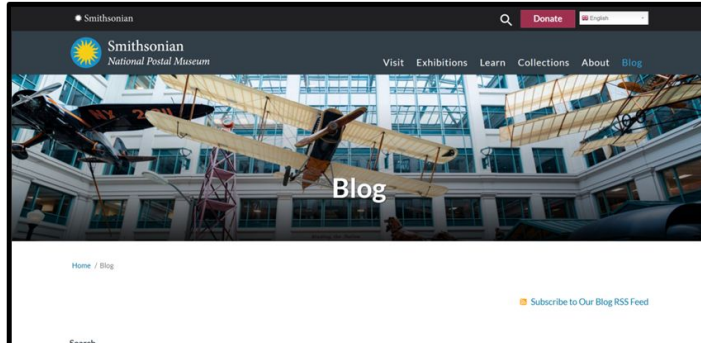 Smithsonian
Donate
English
Smithsonian
National Postal Museum
Visit Exhibitions Learn Collections About Blog
Blog
Home / Blog
Subscribe to Our Blog RSS Feed
Search